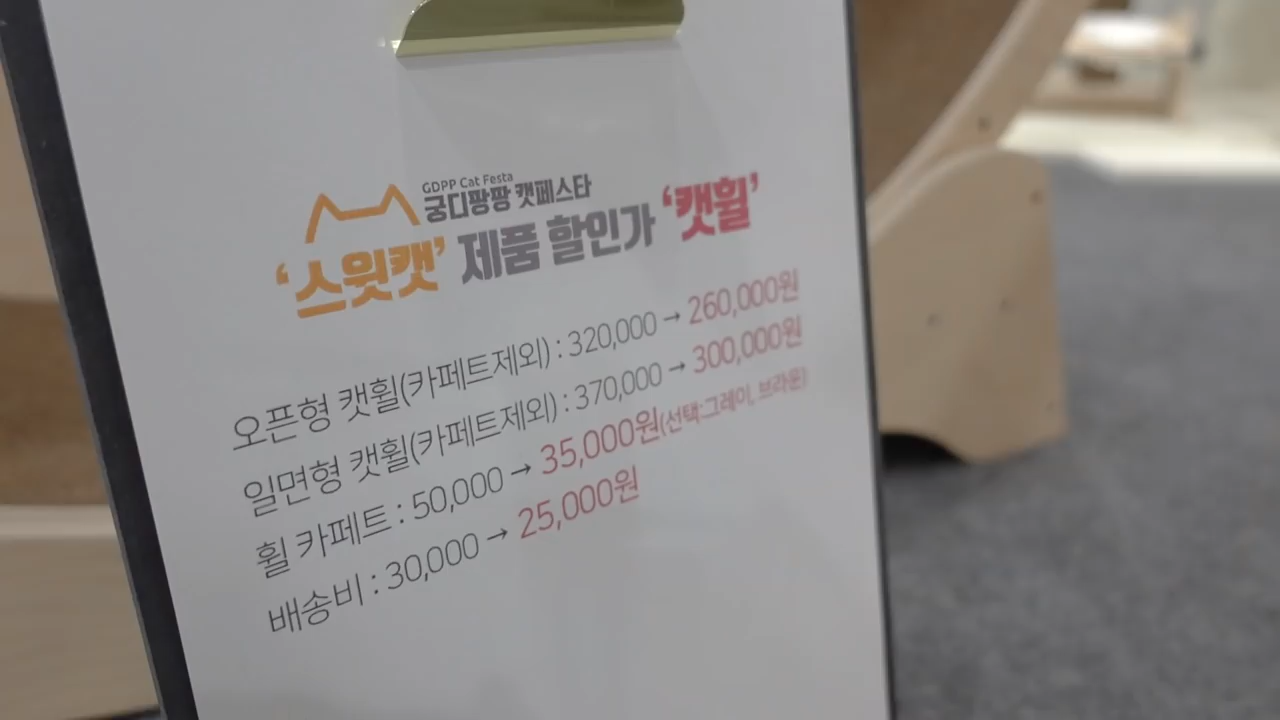 GDPP Cat Festa
궁디팡팡 캣페스타
‘스윗캣’ 제품 할인가 ‘캣휠’
오픈형 캣휠(카페트제외) : 320,000 → 260,000원
일면형 캣휠(카페트제외) : 370,000 → 300,000원
휠 카페트 : 50,000 → 35,000원(선택:그레이, 브라운)
배송비 : 30,000 → 25,000원